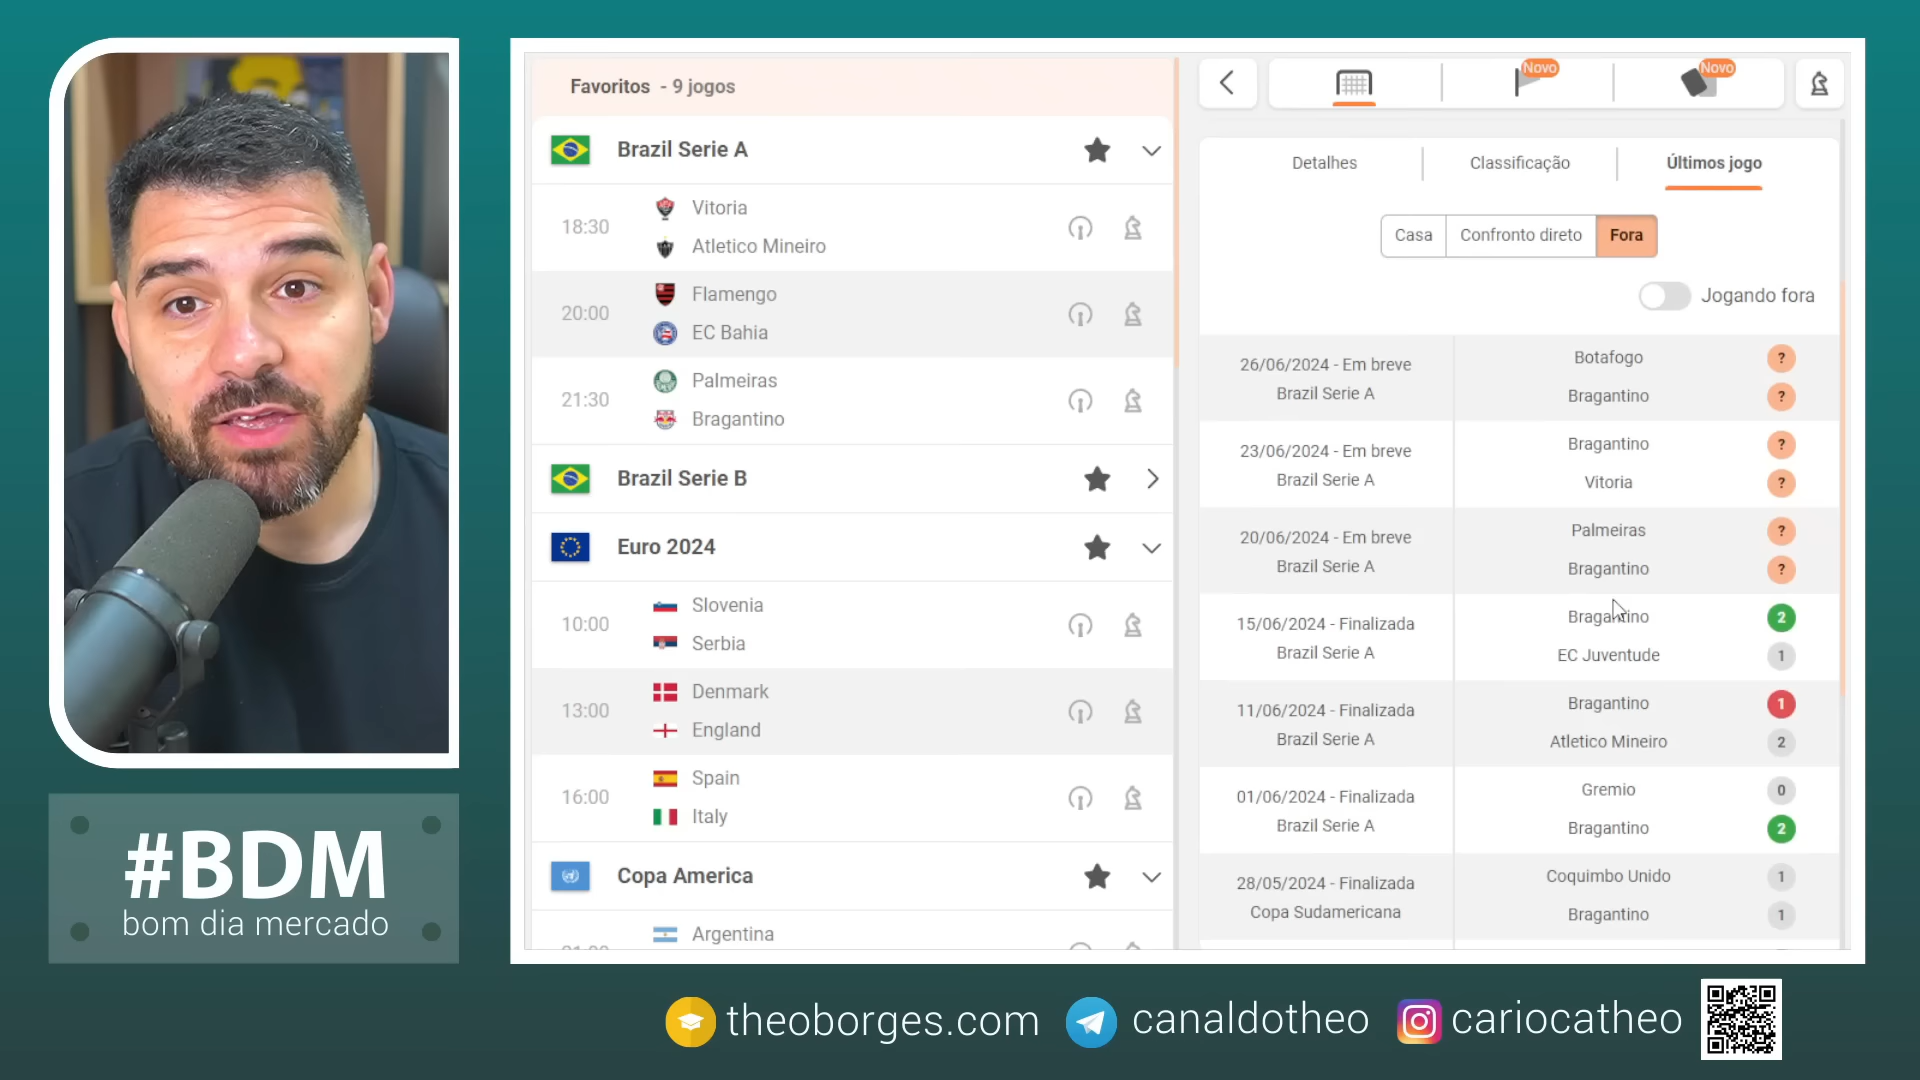 Favoritos - 9 jogos
Brazil Serie A
18:30
Vitoria
Atletico Mineiro
20:00
Flamengo
EC Bahia
21:30
Palmeiras
Bragantino
Brazil Serie B
Euro 2024
10:00
Slovenia
Serbia
13:00
Denmark
England
16:00
Spain
Italy
Copa America
Argentina
Novo
Novo
Detalhes
Classificação
Últimos jogo
Casa
Confronto direto
Fora
Jogando fora
26/06/2024 - Em breve
Brazil Serie A
Botafogo ?
Bragantino ?
23/06/2024 - Em breve
Brazil Serie A
Bragantino ?
Vitoria ?
20/06/2024 - Em breve
Brazil Serie A
Palmeiras ?
Bragantino ?
15/06/2024 - Finalizada
Brazil Serie A
Bragantino 2
EC Juventude 1
11/06/2024 - Finalizada
Brazil Serie A
Bragantino 1
Atletico Mineiro 2
01/06/2024 - Finalizada
Brazil Serie A
Gremio 0
Bragantino 2
28/05/2024 - Finalizada
Copa Sudamericana
Coquimbo Unido 1
Bragantino 1
#BDM
bom dia mercado
theoborges.com
canaldotheo
cariocatheo